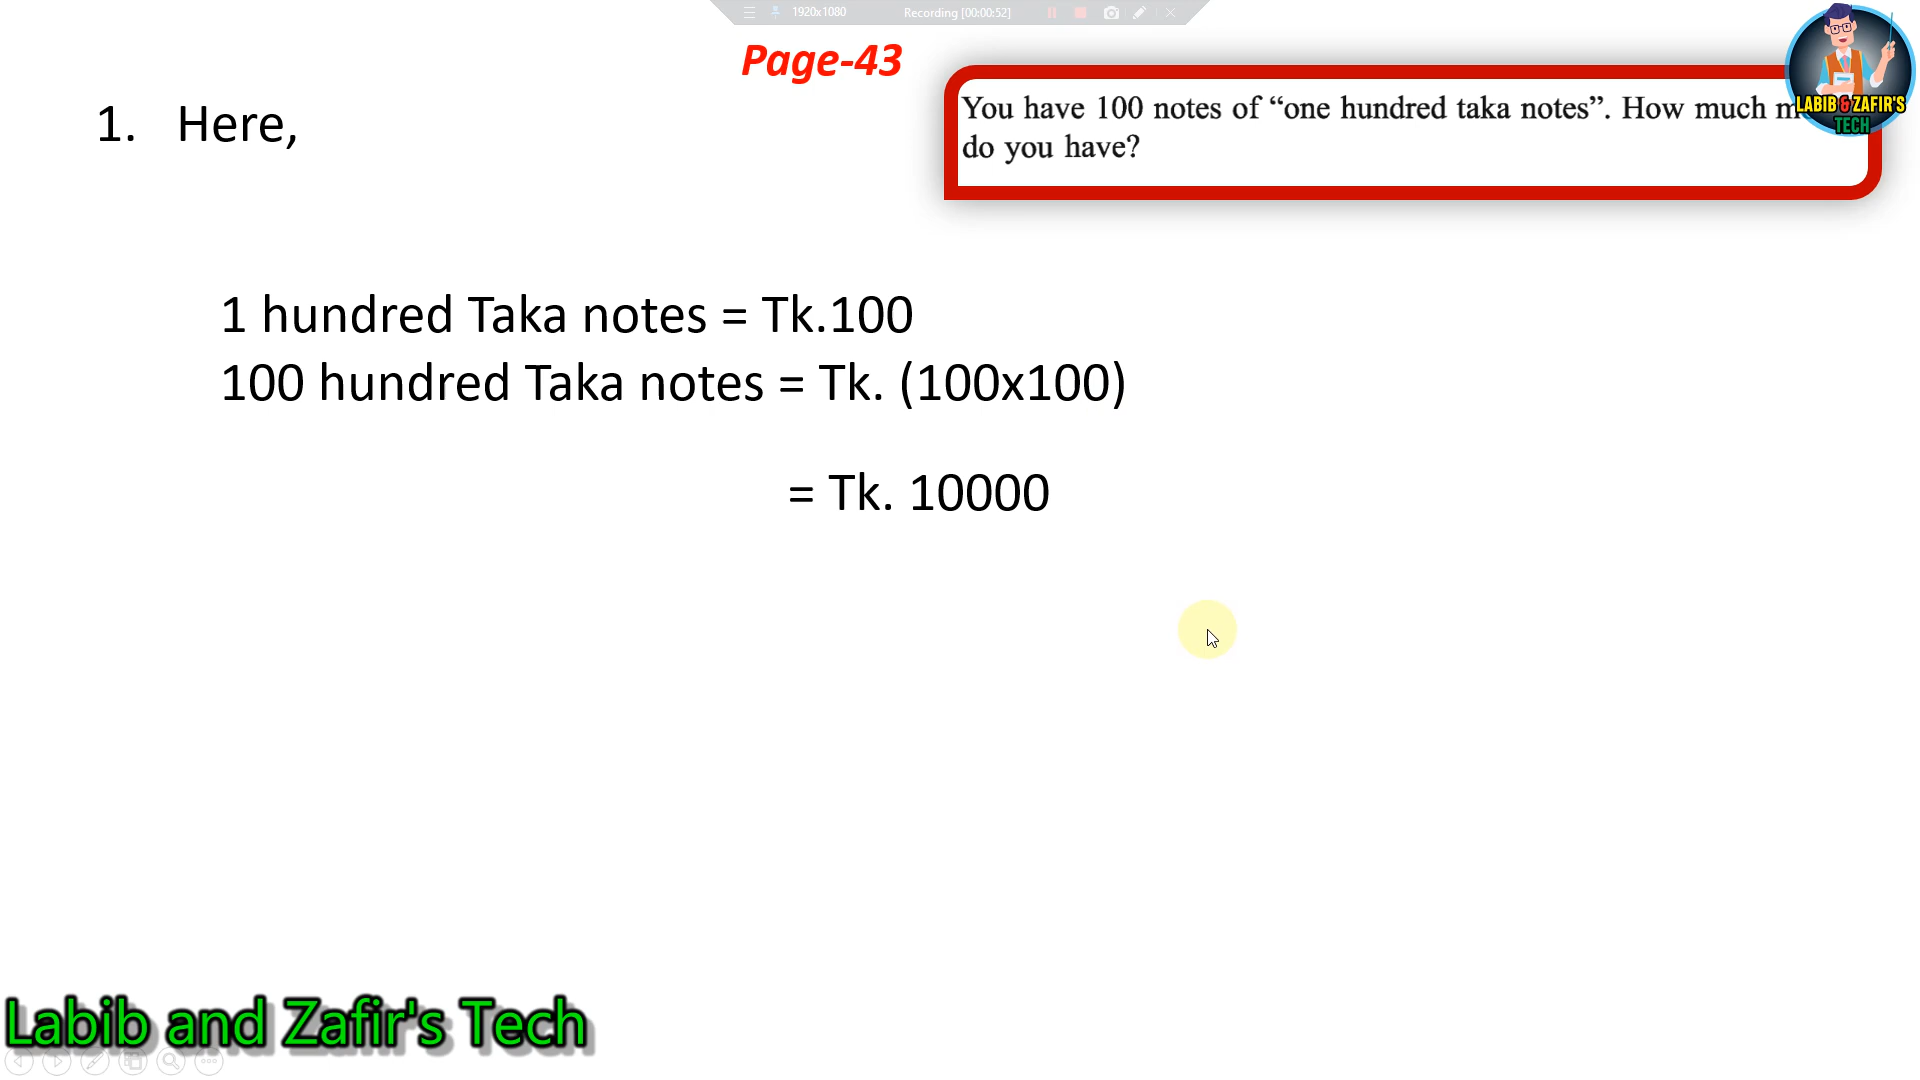 1920x1080 Recording [00:00:52]
Page-43
You have 100 notes of “one hundred taka notes”. How much
do you have?
LABIB & ZAFIR'S
TECH
1. Here,
1 hundred Taka notes = Tk.100
100 hundred Taka notes = Tk. (100x100)
= Tk. 10000
Labib and Zafir's Tech